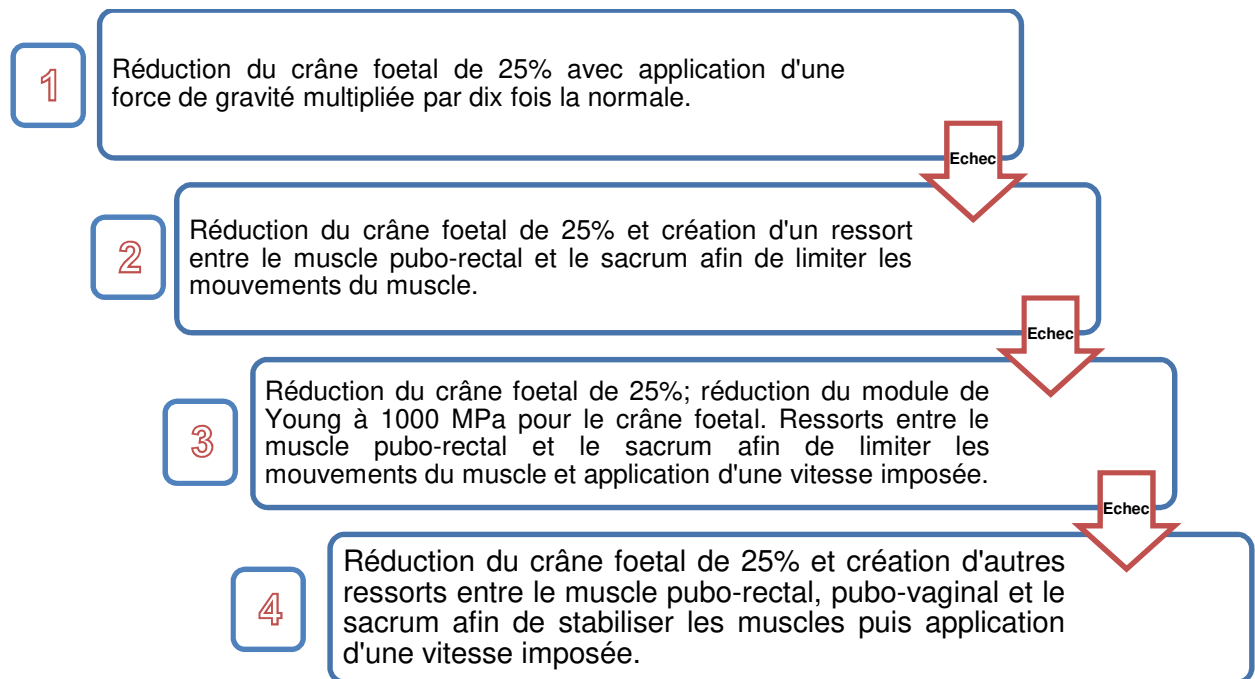 1
Réduction du crâne foetal de 25% avec application d'une
force de gravité multipliée par dix fois la normale.
Echec
2
Réduction du crâne foetal de 25% et création d'un ressort
entre le muscle pubo-rectal et le sacrum afin de limiter les
mouvements du muscle.
Echec
3
Réduction du crâne foetal de 25%; réduction du module de
Young à 1000 MPa pour le crâne foetal. Ressorts entre le
muscle pubo-rectal et le sacrum afin de limiter les
mouvements du muscle et application d'une vitesse imposée.
Echec
4
Réduction du crâne foetal de 25% et création d'autres
ressorts entre le muscle pubo-rectal, pubo-vaginal et le
sacrum afin de stabiliser les muscles puis application
d'une vitesse imposée.